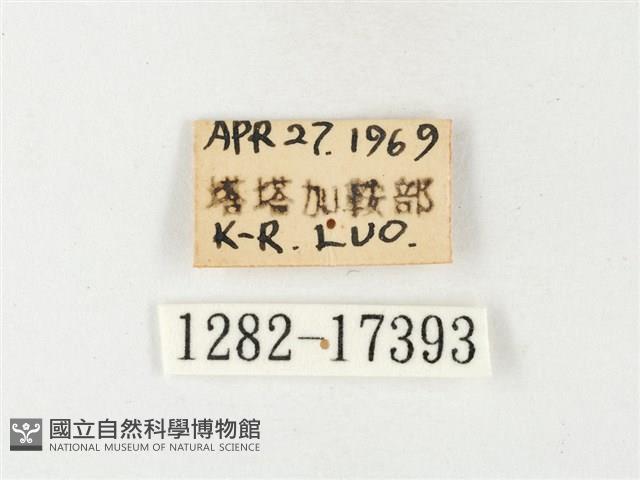 APR 27. 1969
塔塔加鞍部
K-R. LUO.
1282-17393
國立自然科學博物館
NATIONAL MUSEUM OF NATURAL SCIENCE